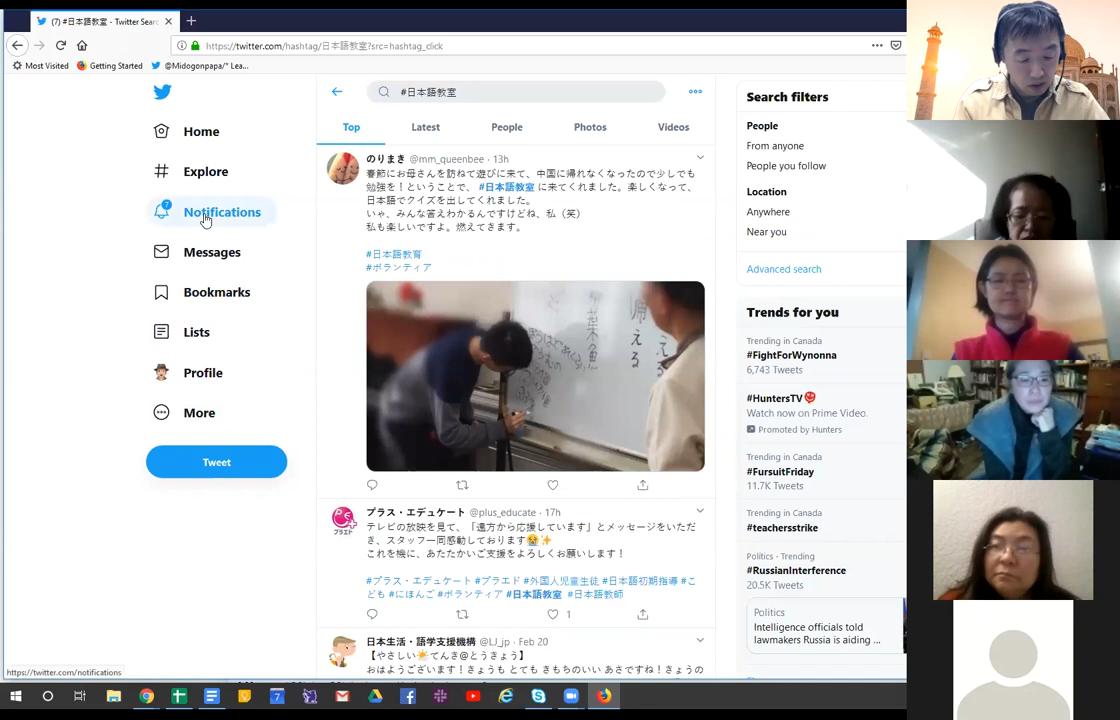 (7) #日本語教室 - Twitter Searc
https://twitter.com/hashtag/日本語教室?src=hashtag_click
Most Visited
Getting Started
@Midogonpapa/" Lea...
Home
Explore
7
Notifications
Messages
Bookmarks
Lists
Profile
More
Tweet
#日本語教室
Top
Latest
People
Photos
Videos
のりまき @mm_queenbee · 13h
春節にお母さんを訪ねて遊びに来て、中国に帰れなくなったので少しでも
勉強を！ということで、 #日本語教室 に来てくれました。楽しくなって、
日本語でクイズを出してくれました。
いや、みんな答えわかるんですけどね、私（笑）
私も楽しいですよ。燃えてきます。
#日本語教育
#ボランティア
プラス・エデュケート @plus_educate · 17h
プラエド
テレビの放映を見て、「遠方から応援しています」とメッセージをいただ
き、スタッフ一同感動しております😭✨
これを機に、あたたかいご支援をよろしくお願いします！
#プラス・エデュケート #プラエド #外国人児童生徒 #日本語初期指導 #こ
ども #にほんご #ボランティア #日本語教室 #日本語教師
1
日本生活・語学支援機構 @LJ_jp · Feb 20
【やさしい☀てんき@とうきょう】
おはようございます！きょうも とても きもちのいい あさですね！きょうの
Search filters
People
From anyone
People you follow
Location
Anywhere
Near you
Advanced search
Trends for you
Trending in Canada
#FightForWynonna
6,743 Tweets
#HuntersTV
Watch now on Prime Video.
Promoted by Hunters
Trending in Canada
#FursuitFriday
11.7K Tweets
Trending in Canada
#teachersstrike
Politics · Trending
#RussianInterference
20.5K Tweets
Politics
Intelligence officials told
lawmakers Russia is aiding ...
https://twitter.com/notifications